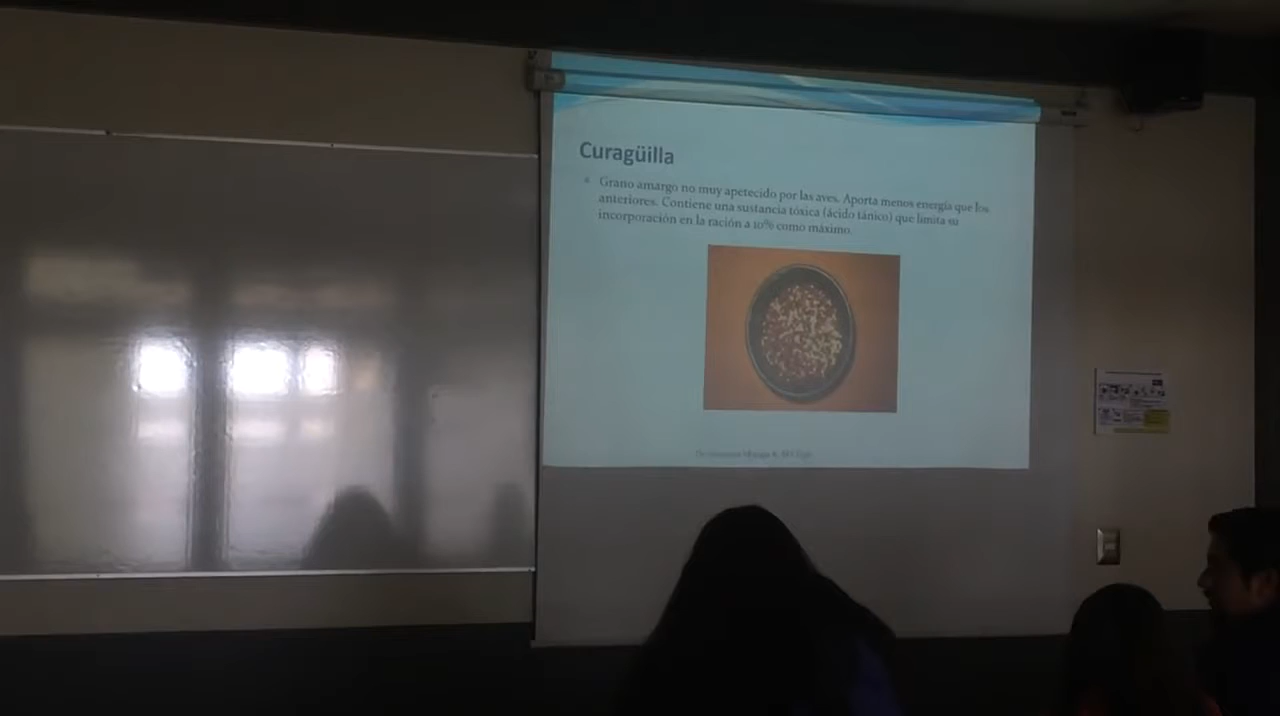 Curagüilla
Grano amargo no muy apetecido por las aves. Aporta menos energía que los
anteriores. Contiene una sustancia tóxica (ácido tánico) que limita su
incorporación en la ración a 10% como máximo.